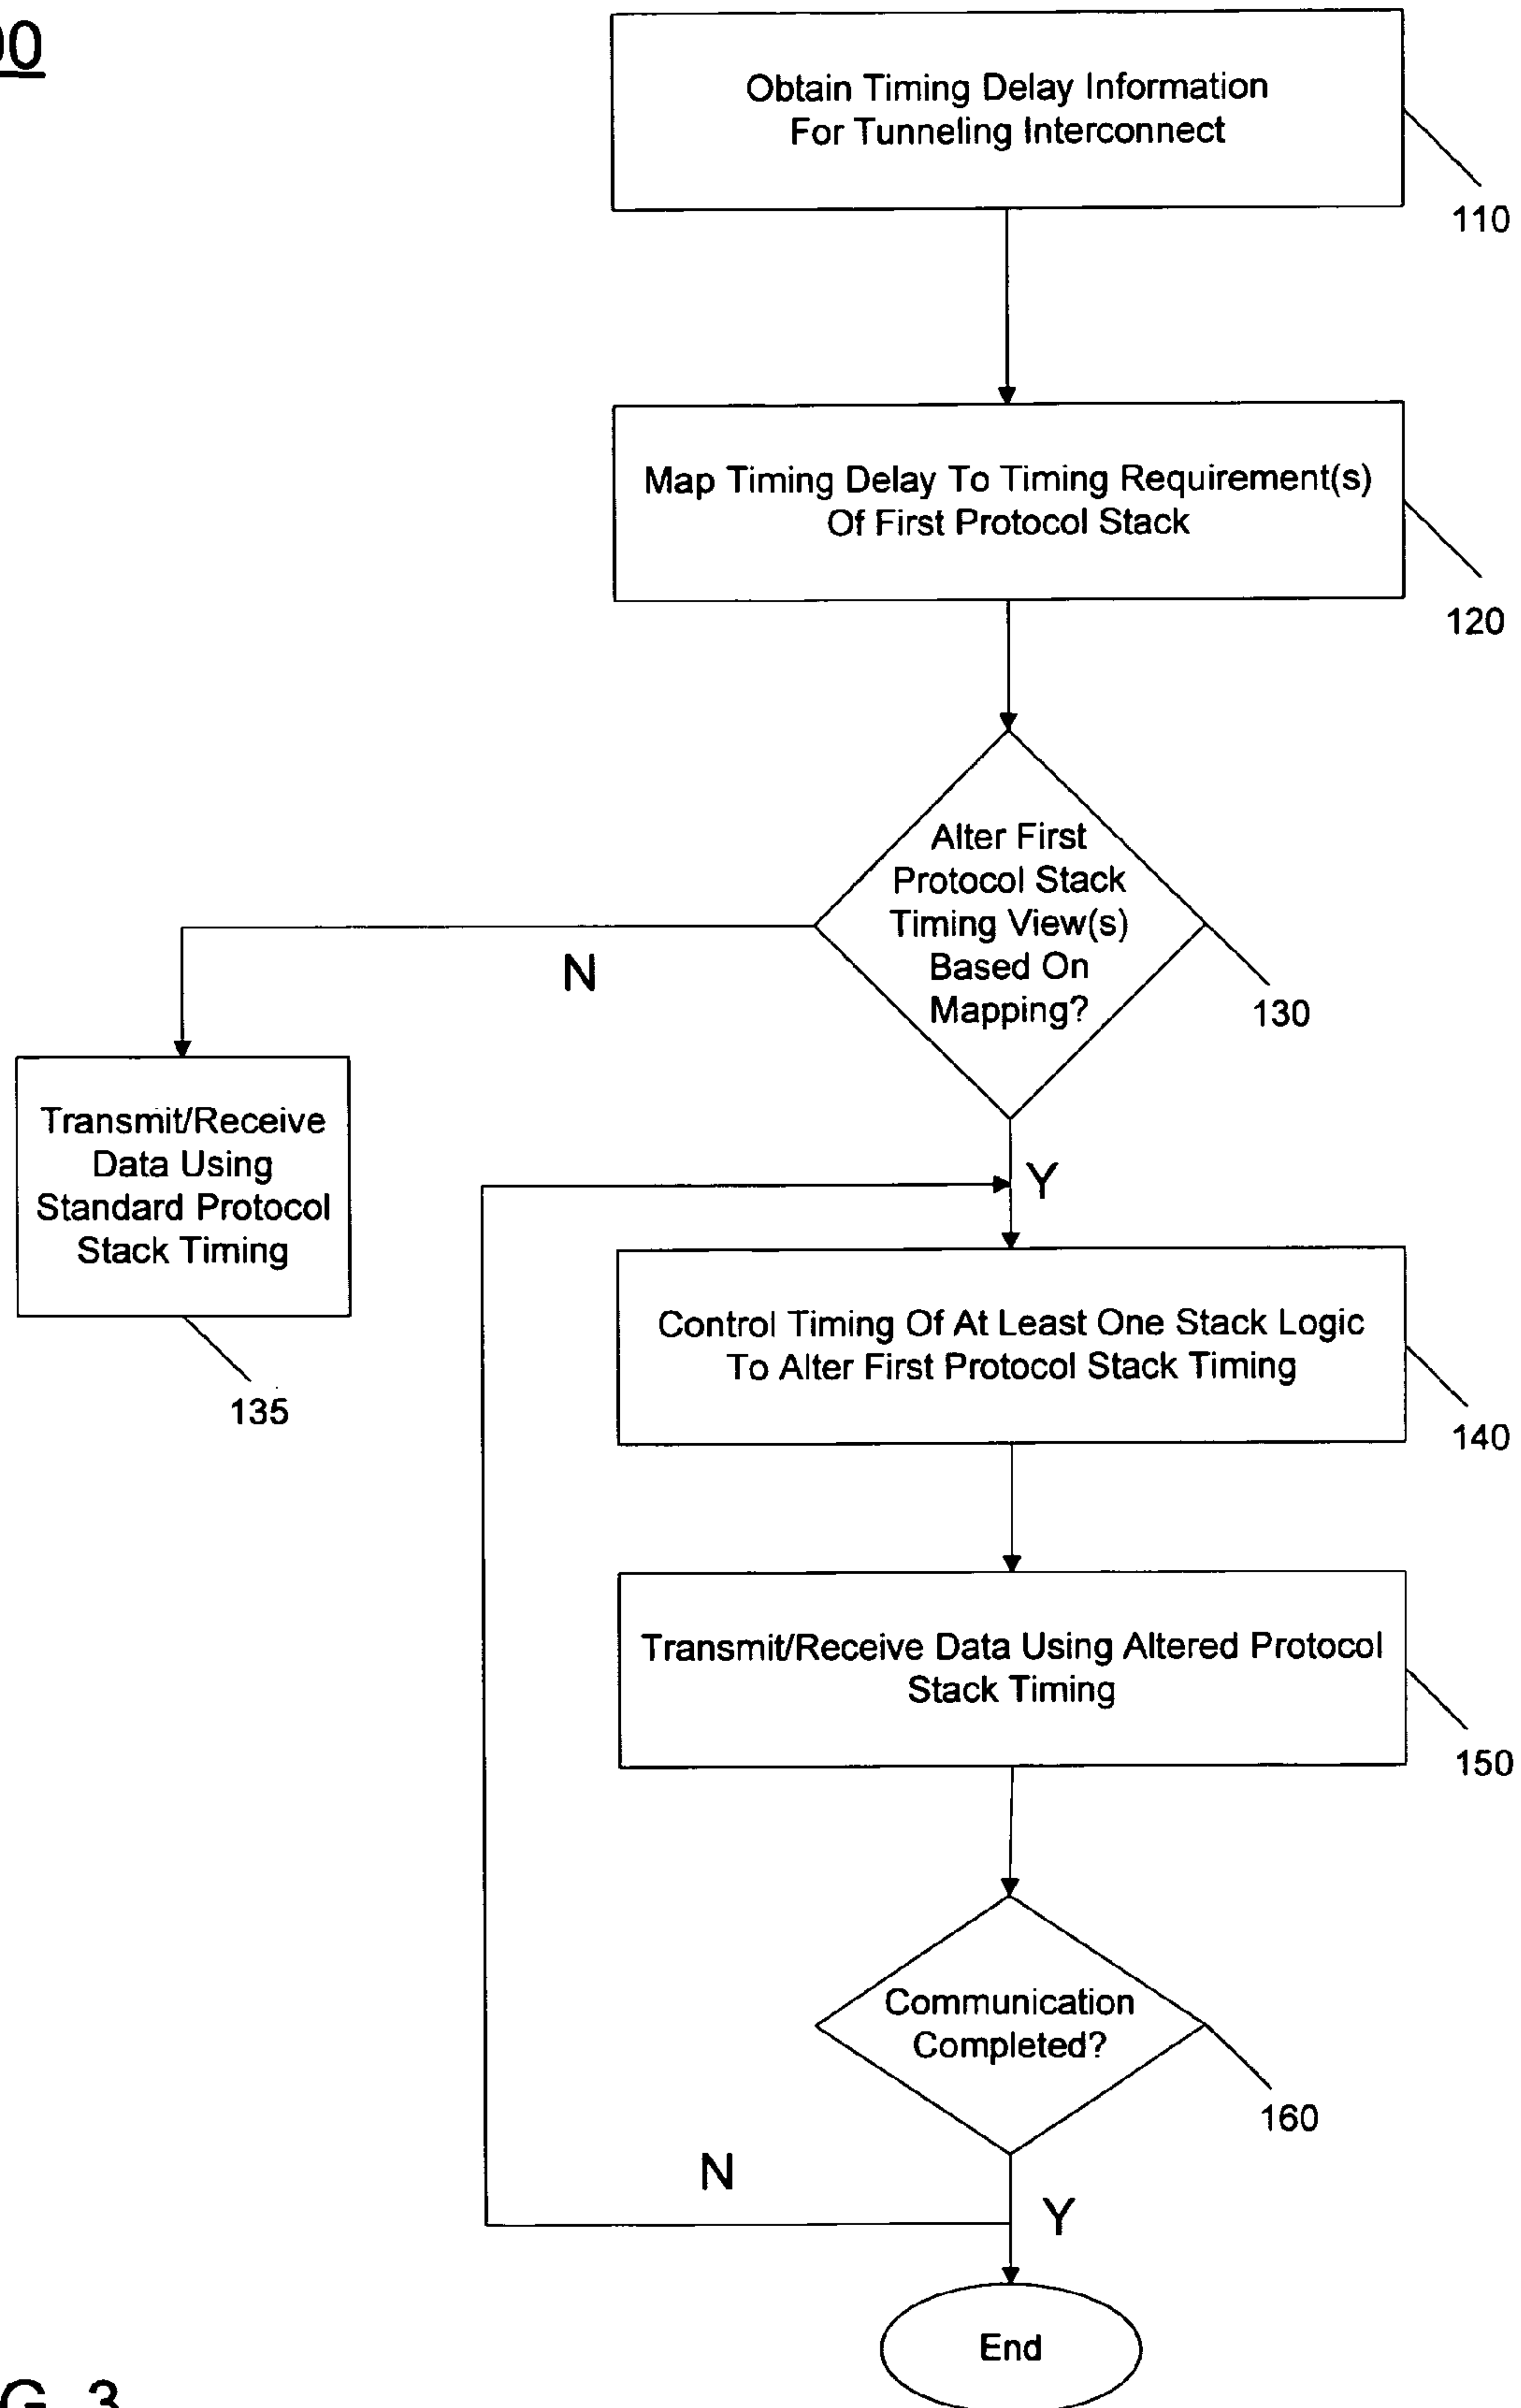 00
Obtain Timing Delay Information
For Tunneling Interconnect
110
Map Timing Delay To Timing Requirement(s)
Of First Protocol Stack
120
Alter First
Protocol Stack
Timing View(s)
Based On
Mapping?
130
N
Transmit/Receive
Data Using
Standard Protocol
Stack Timing
135
Y
Control Timing Of At Least One Stack Logic
To Alter First Protocol Stack Timing
140
Transmit/Receive Data Using Altered Protocol
Stack Timing
150
Communication
Completed?
160
N
Y
End
G. 3